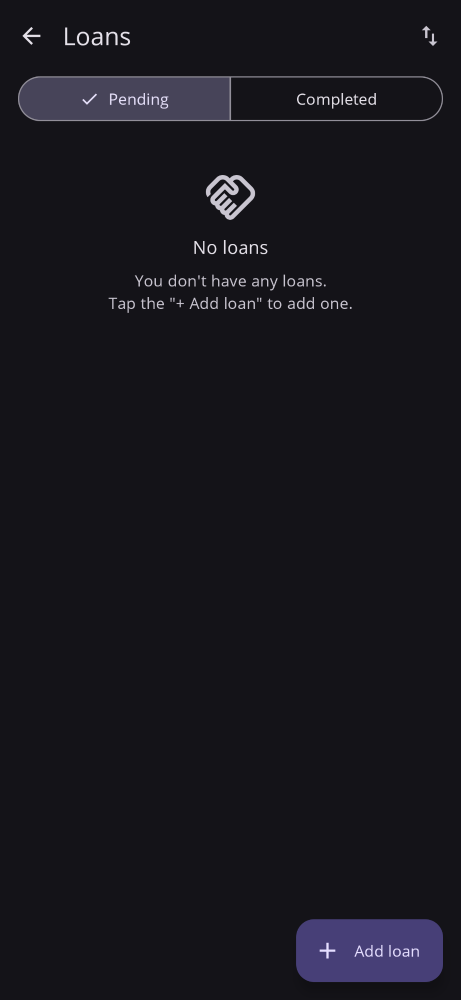 Loans
Pending
Completed
No loans
You don't have any loans.
Tap the "+ Add loan" to add one.
Add loan